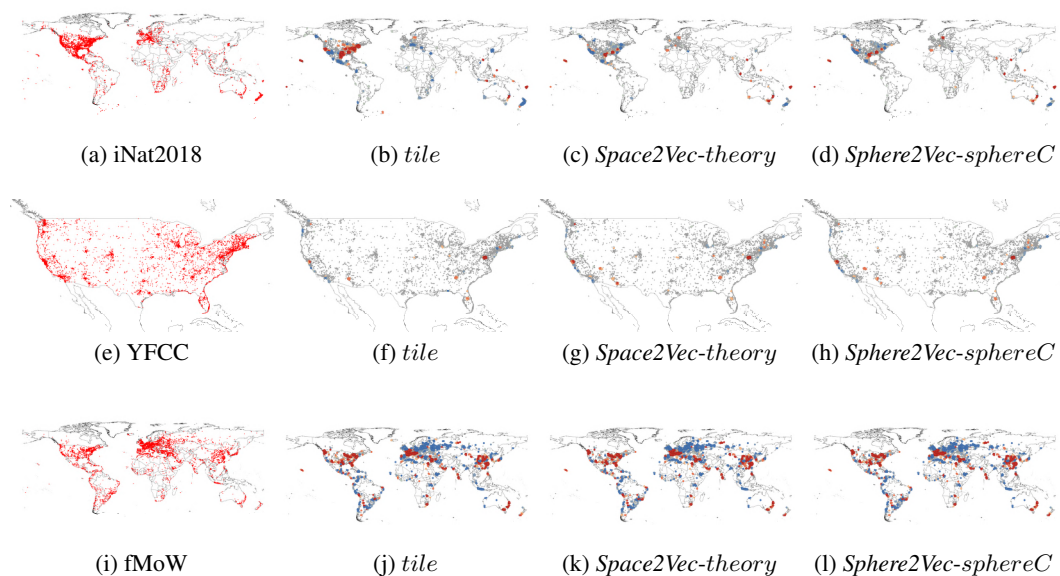 (a) iNat2018
(b) tile
(c) Space2Vec-theory
(d) Sphere2Vec-sphereC
(e) YFCC
(f) tile
(g) Space2Vec-theory
(h) Sphere2Vec-sphereC
(i) fMoW
(j) tile
(k) Space2Vec-theory
(l) Sphere2Vec-sphereC